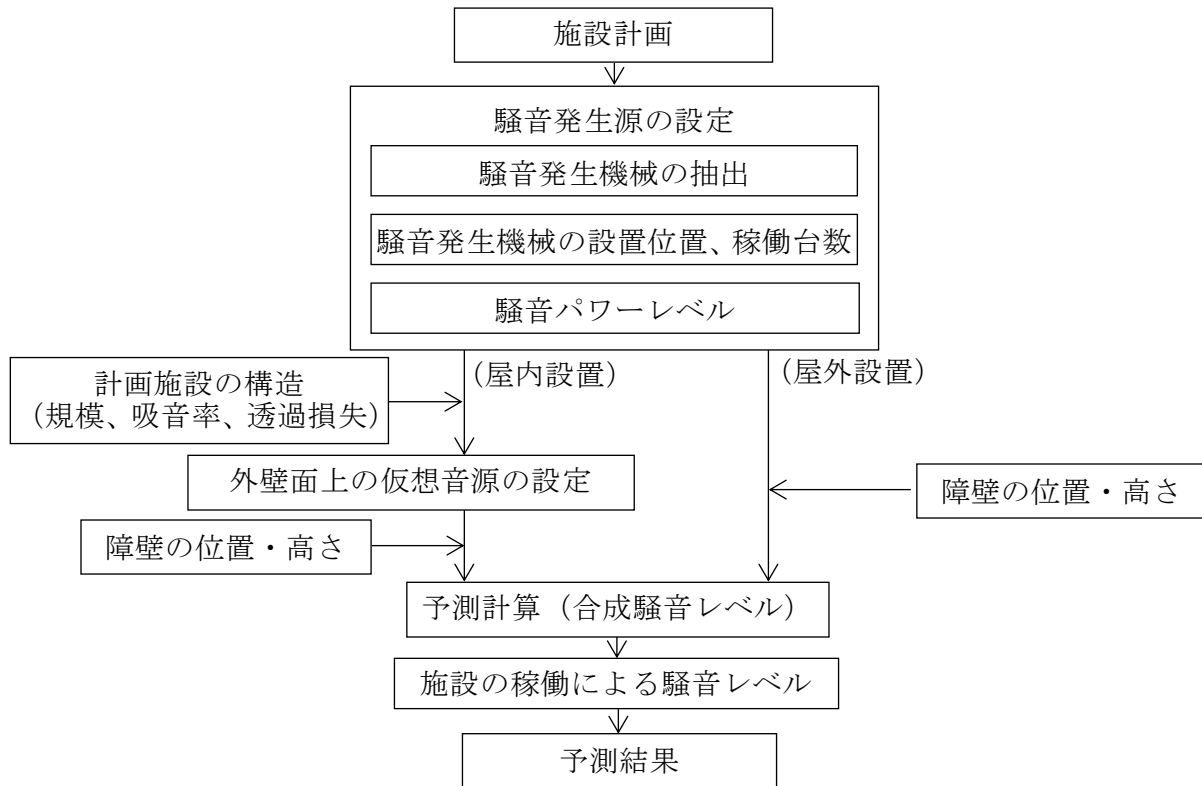 施設計画
騒音発生源の設定
騒音発生機械の抽出
騒音発生機械の設置位置、稼働台数
騒音パワーレベル
（屋内設置）
（屋外設置）
計画施設の構造
（規模、吸音率、透過損失）
外壁面上の仮想音源の設定
障壁の位置・高さ
障壁の位置・高さ
予測計算（合成騒音レベル）
施設の稼働による騒音レベル
予測結果